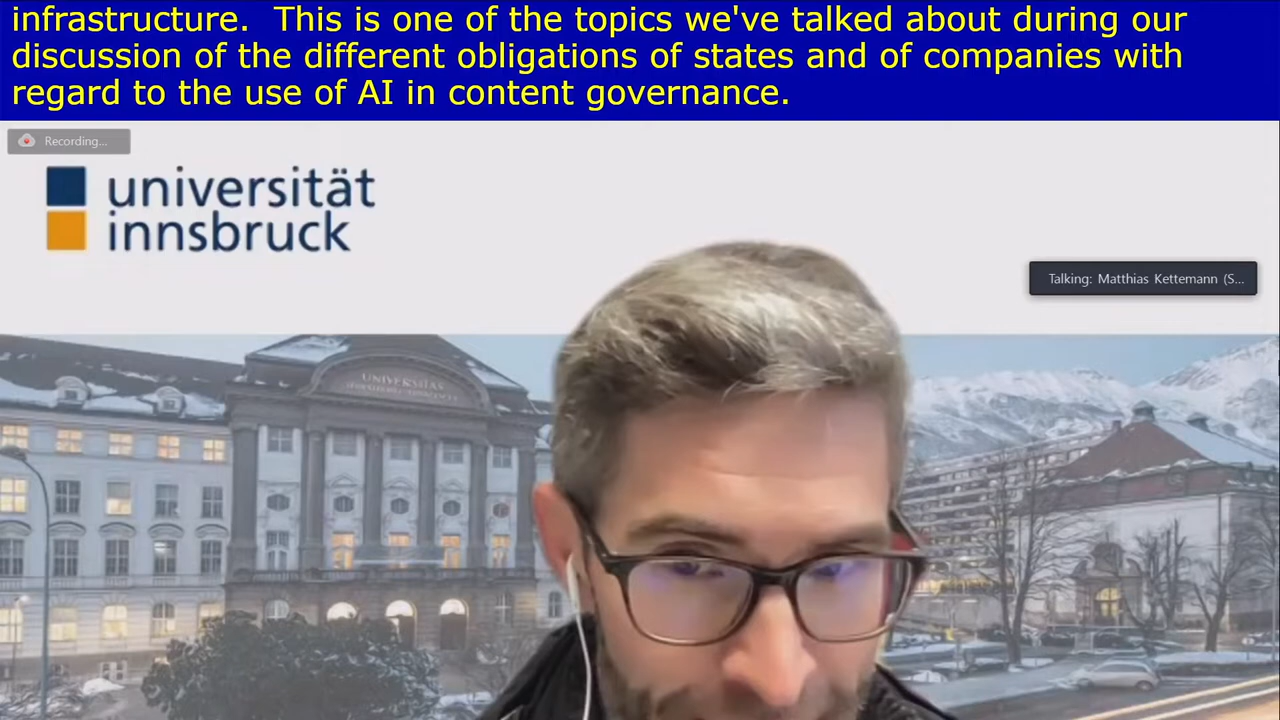 infrastructure.  This is one of the topics we've talked about during our
discussion of the different obligations of states and of companies with
regard to the use of AI in content governance.
Recording...
universität
innsbruck
Talking: Matthias Kettemann (S...
UNIVERSITAS